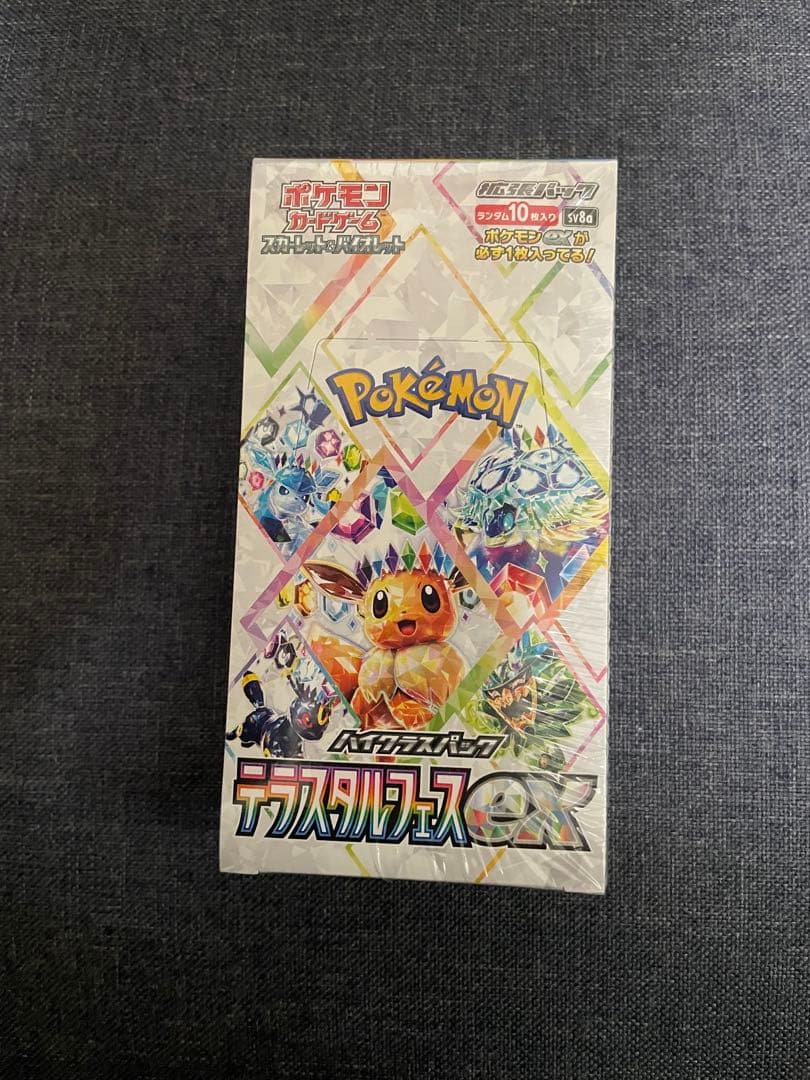 ポケモン
カードゲーム
スカーレット&バイオレット
拡張パック
ランダム10枚入り sv8a
ポケモンexが
必ず1枚入ってる!
POKéMON
TM
ハイクラスパック
テラスタルフェスex